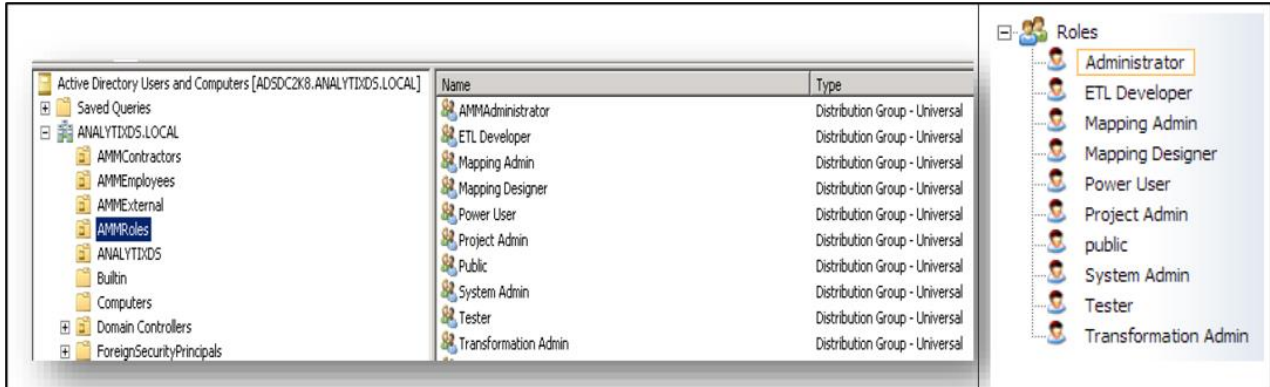 Active Directory Users and Computers [ADSDC2K8.ANALYTIXDS.LOCAL]
Saved Queries
ANALYTIXDS.LOCAL
AMMContractors
AMMEmployees
AMMExternal
AMMRoles
ANALYTIXDS
Builtin
Computers
Domain Controllers
ForeignSecurityPrincipals
Name Type
AMMAdministrator Distribution Group - Universal
ETL Developer Distribution Group - Universal
Mapping Admin Distribution Group - Universal
Mapping Designer Distribution Group - Universal
Power User Distribution Group - Universal
Project Admin Distribution Group - Universal
Public Distribution Group - Universal
System Admin Distribution Group - Universal
Tester Distribution Group - Universal
Transformation Admin Distribution Group - Universal
Roles
Administrator
ETL Developer
Mapping Admin
Mapping Designer
Power User
Project Admin
public
System Admin
Tester
Transformation Admin